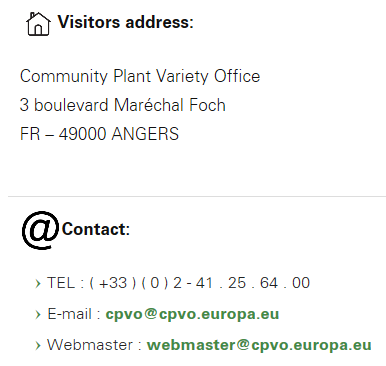 Visitors address:
Community Plant Variety Office
3 boulevard Maréchal Foch
FR – 49000 ANGERS
@Contact:
› TEL : ( +33 ) ( 0 ) 2 - 41 . 25 . 64 . 00
› E-mail : cpvo@cpvo.europa.eu
› Webmaster : webmaster@cpvo.europa.eu